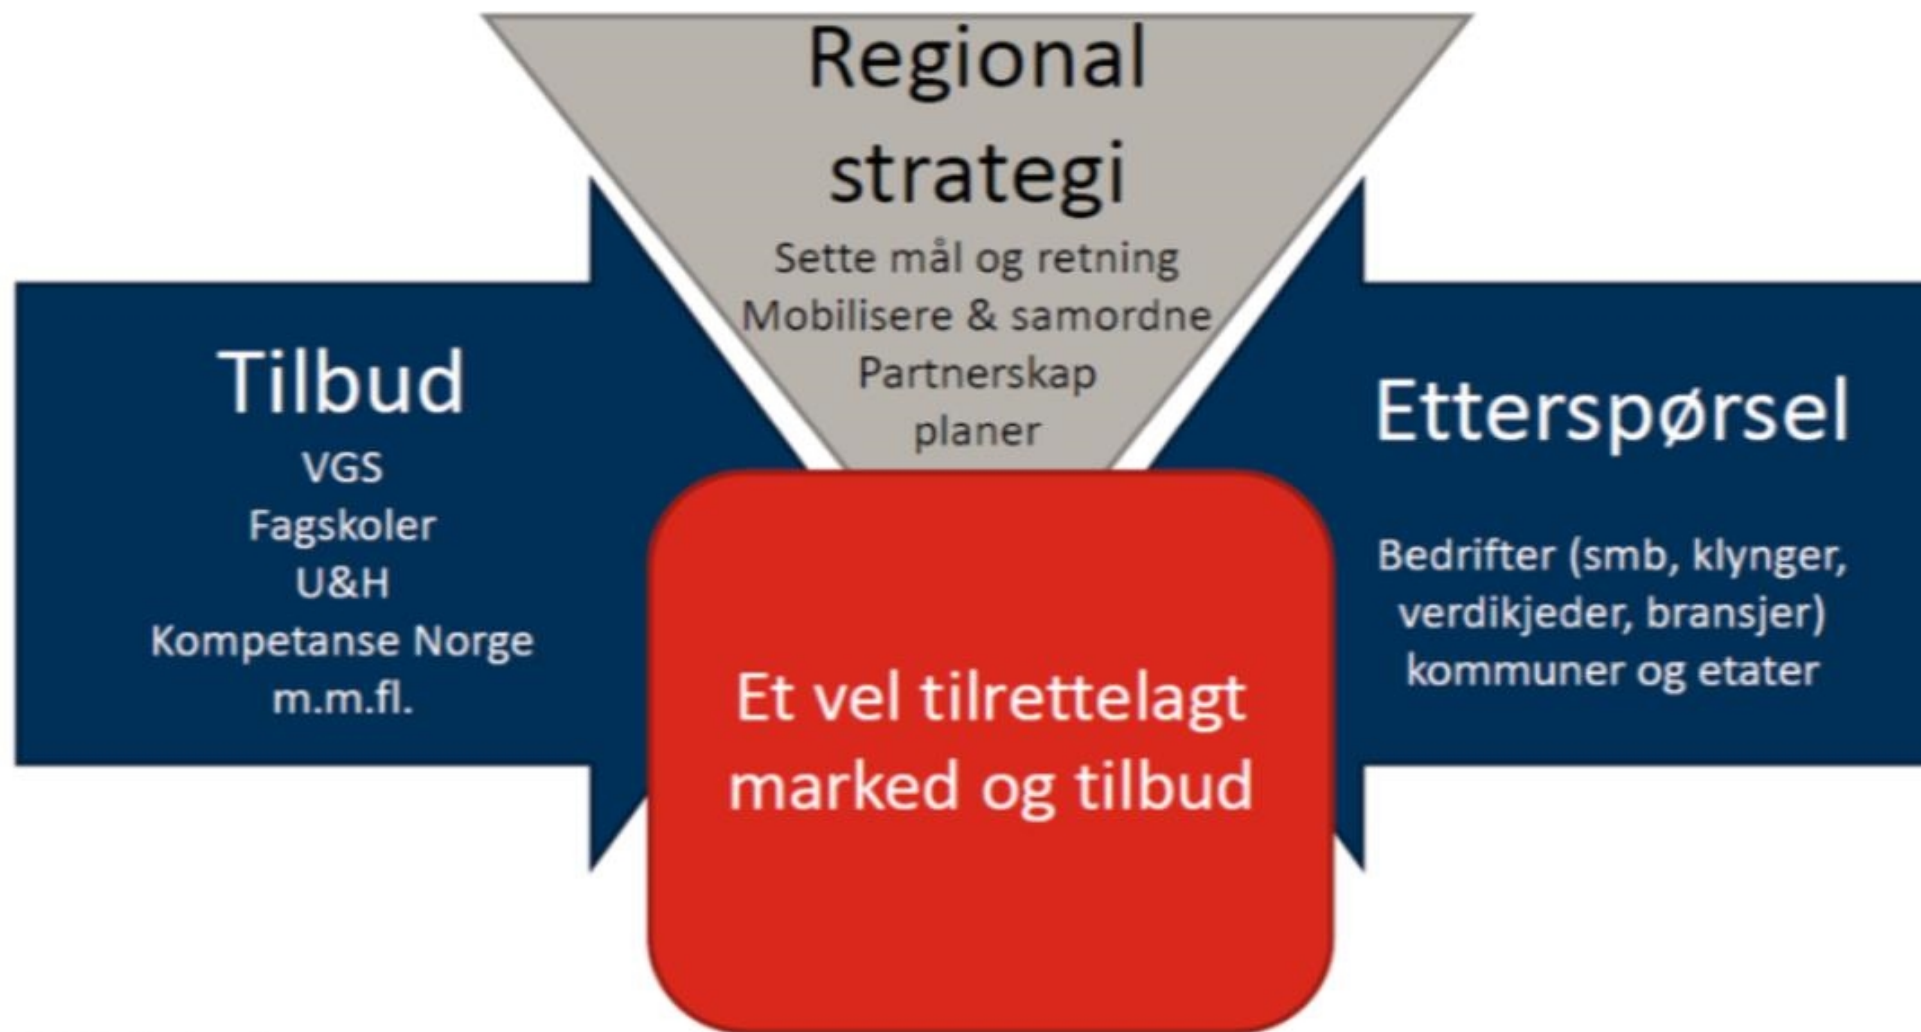 Regional
strategi
Sette mål og retning
Mobilisere & samordne
Partnerskap
planer
Tilbud
VGS
Fagskoler
U&H
Kompetanse Norge
m.m.fl.
Etterspørsel
Bedrifter (smb, klynger,
verdikjeder, bransjer)
kommuner og etater
Et vel tilrettelagt
marked og tilbud